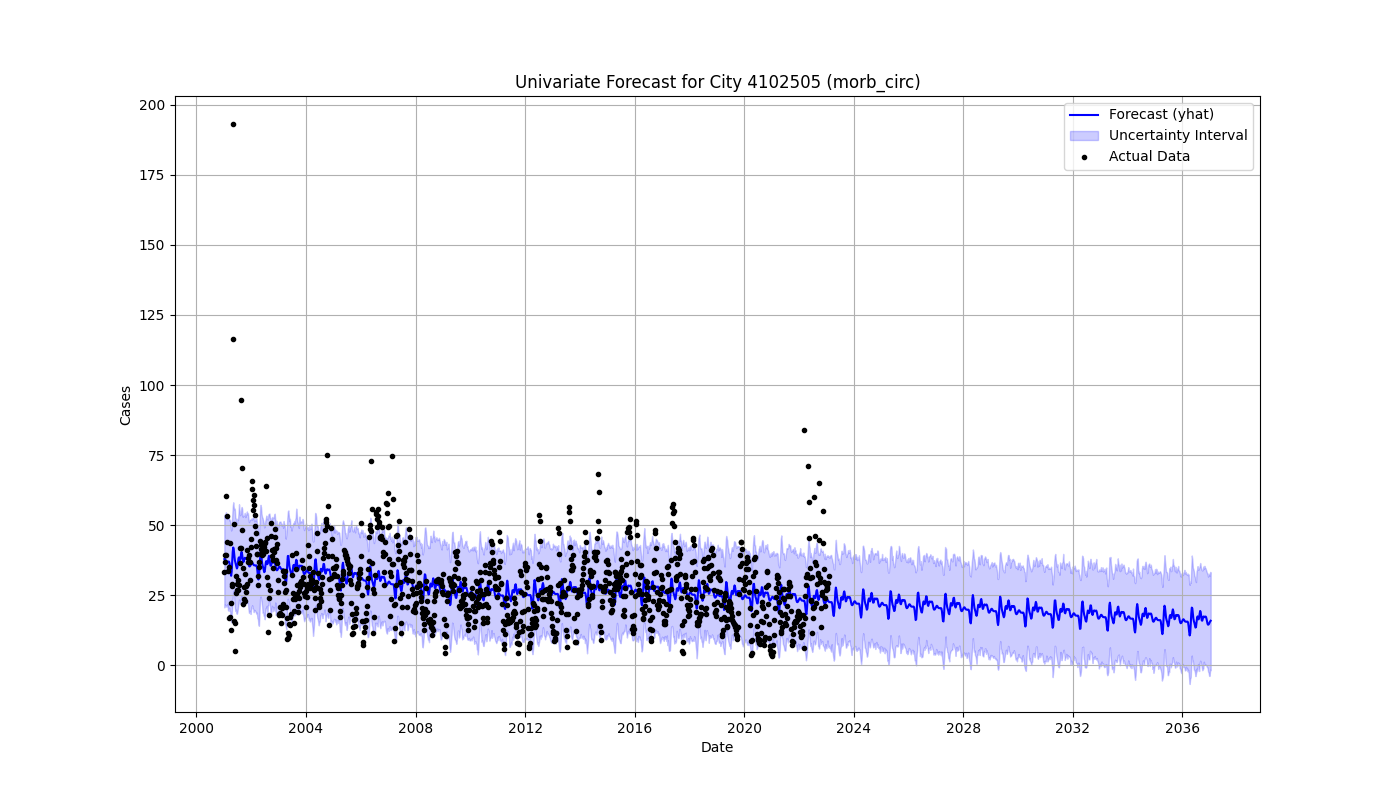 Univariate Forecast for City 4102505 (morb_circ)
Forecast (yhat)
Uncertainty Interval
Actual Data
Cases
200
175
150
125
100
75
50
25
0
2000 2004 2008 2012 2016 2020 2024 2028 2032 2036
Date